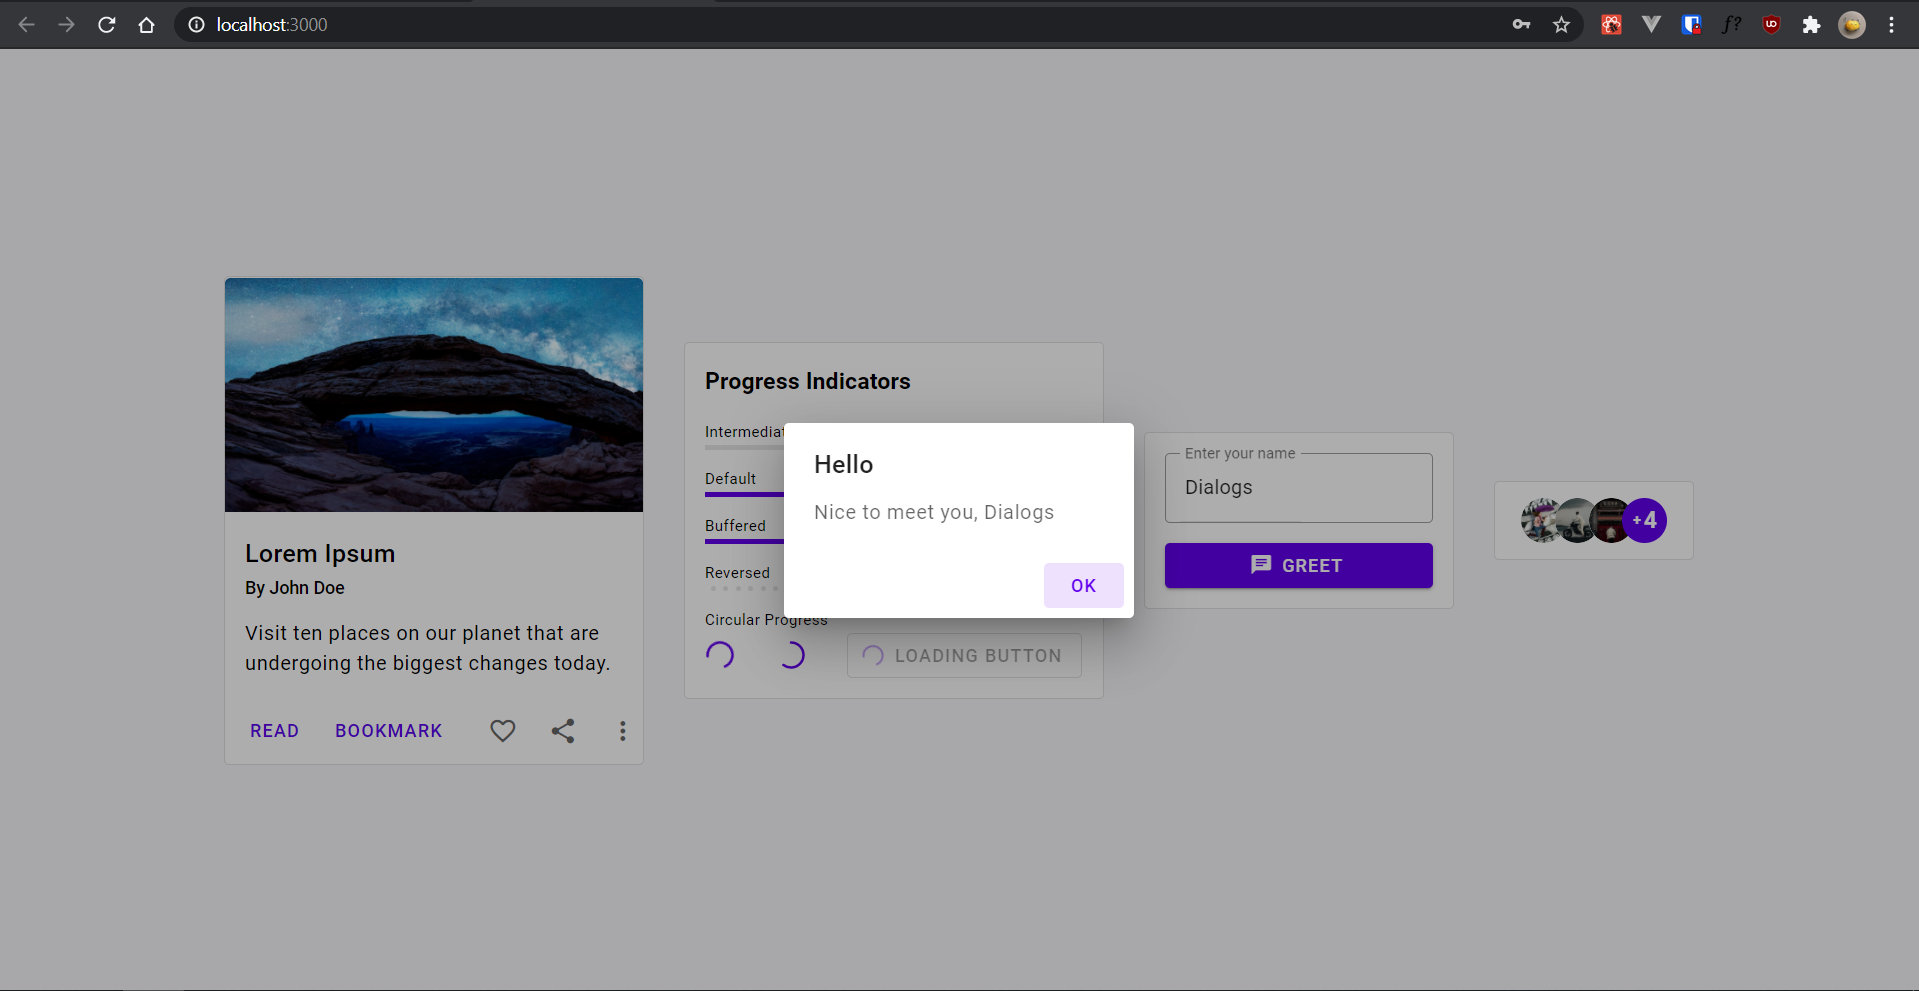 localhost:3000
Lorem Ipsum
By John Doe
Visit ten places on our planet that are
undergoing the biggest changes today.
READ
BOOKMARK
Progress Indicators
Intermediat
Default
Buffered
Reversed
Circular Progress
LOADING BUTTON
Hello
Nice to meet you, Dialogs
OK
Enter your name
Dialogs
GREET
+4
f?